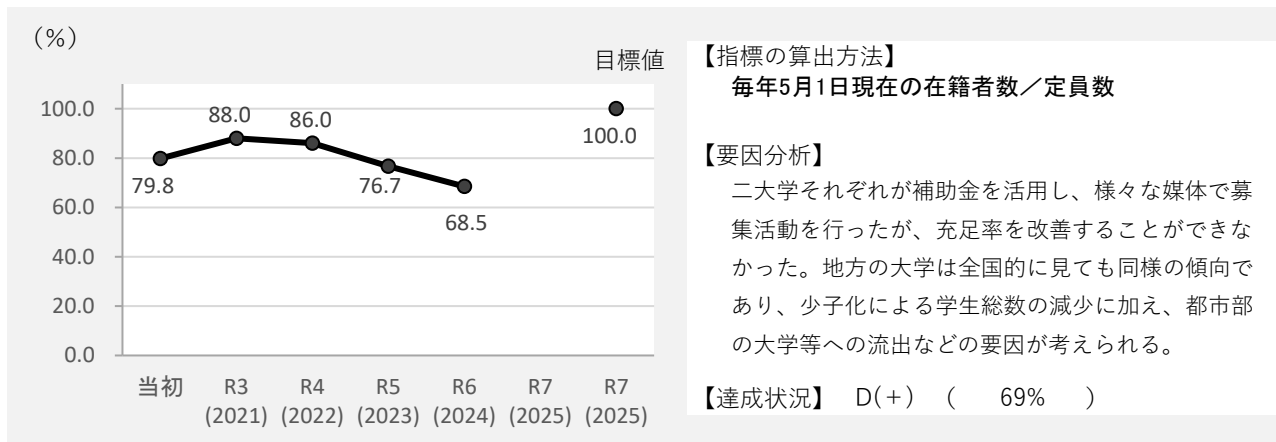 （%）
目標値
100.0
80.0
60.0
40.0
20.0
0.0
79.8
88.0
86.0
76.7
68.5
100.0
当初 R3 R4 R5 R6 R7 R7
(2021) (2022) (2023) (2024) (2025) (2025)
【指標の算出方法】
毎年5月1日現在の在籍者数／定員数
【要因分析】
二大学それぞれが補助金を活用し、様々な媒体で募
集活動を行ったが、充足率を改善することができな
かった。地方の大学は全国的に見ても同様の傾向で
あり、少子化による学生総数の減少に加え、都市部
の大学等への流出などの要因が考えられる。
【達成状況】 D(+) （ 69% ）